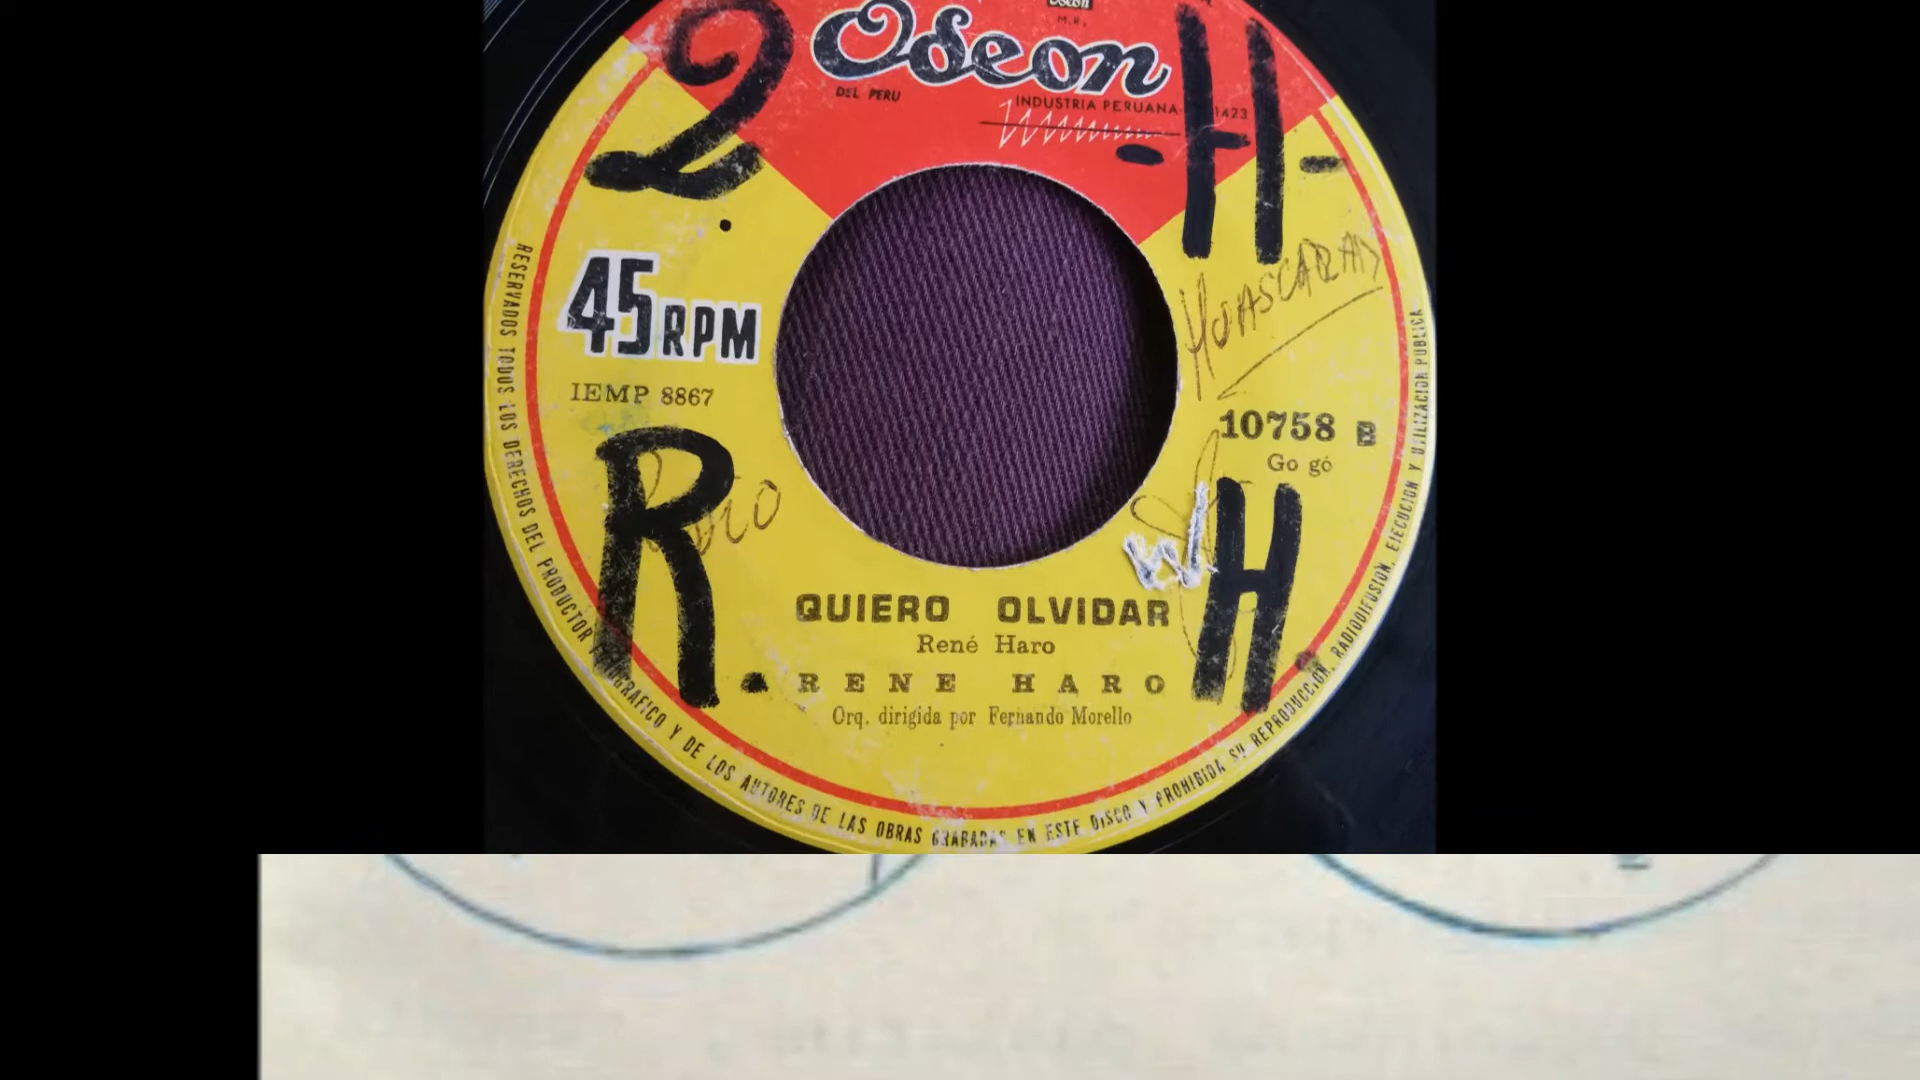 Odeon
M.R.
DEL PERU
INDUSTRIA PERUANA
1423
2
-H-
45 RPM
HUASCARAN
IEMP 8867
10758 B
Go gó
R. H.
QUIERO OLVIDAR
René Haro
RENE HARO
Orq. dirigida por Fernando Morello
RESERVADOS TODOS LOS DERECHOS DEL PRODUCTOR FONOGRAFICO Y DE LOS AUTORES DE LAS OBRAS GRABADAS EN ESTE DISCO Y PROHIBIDA SU REPRODUCCION, RADIODIFUSION, EJECUCION Y UTILIZACION PUBLICA